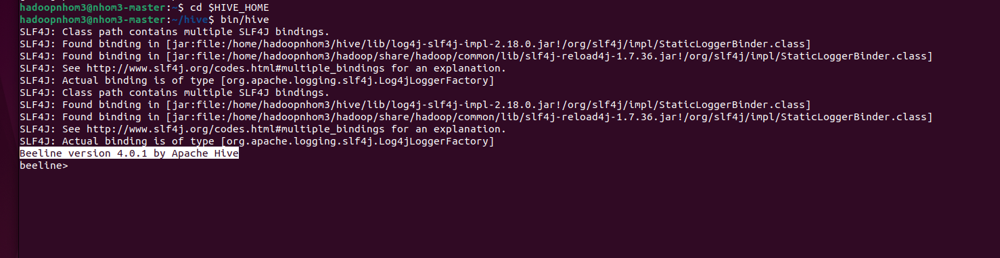 hadoopnhom3@nhom3-master:~$ cd $HIVE_HOME
hadoopnhom3@nhom3-master:~/hive$ bin/hive
SLF4J: Class path contains multiple SLF4J bindings.
SLF4J: Found binding in [jar:file:/home/hadoopnhom3/hive/lib/log4j-slf4j-impl-2.18.0.jar!/org/slf4j/impl/StaticLoggerBinder.class]
SLF4J: Found binding in [jar:file:/home/hadoopnhom3/hadoop/share/hadoop/common/lib/slf4j-reload4j-1.7.36.jar!/org/slf4j/impl/StaticLoggerBinder.class]
SLF4J: See http://www.slf4j.org/codes.html#multiple_bindings for an explanation.
SLF4J: Actual binding is of type [org.apache.logging.slf4j.Log4jLoggerFactory]
SLF4J: Class path contains multiple SLF4J bindings.
SLF4J: Found binding in [jar:file:/home/hadoopnhom3/hive/lib/log4j-slf4j-impl-2.18.0.jar!/org/slf4j/impl/StaticLoggerBinder.class]
SLF4J: Found binding in [jar:file:/home/hadoopnhom3/hadoop/share/hadoop/common/lib/slf4j-reload4j-1.7.36.jar!/org/slf4j/impl/StaticLoggerBinder.class]
SLF4J: See http://www.slf4j.org/codes.html#multiple_bindings for an explanation.
SLF4J: Actual binding is of type [org.apache.logging.slf4j.Log4jLoggerFactory]
Beeline version 4.0.1 by Apache Hive
beeline>